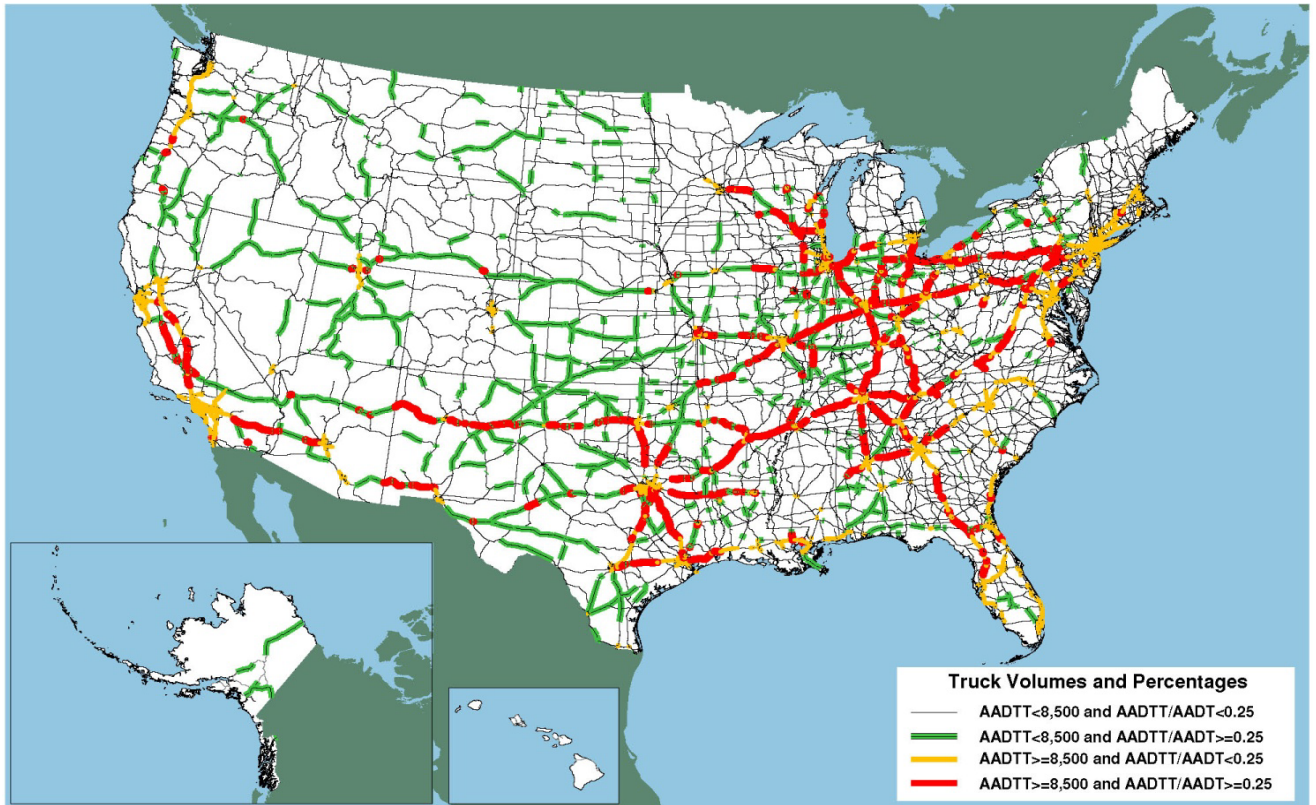 Truck Volumes and Percentages
AADTT<8,500 and AADTT/AADT<0.25
AADTT<8,500 and AADTT/AADT>=0.25
AADTT>=8,500 and AADTT/AADT<0.25
AADTT>=8,500 and AADTT/AADT>=0.25